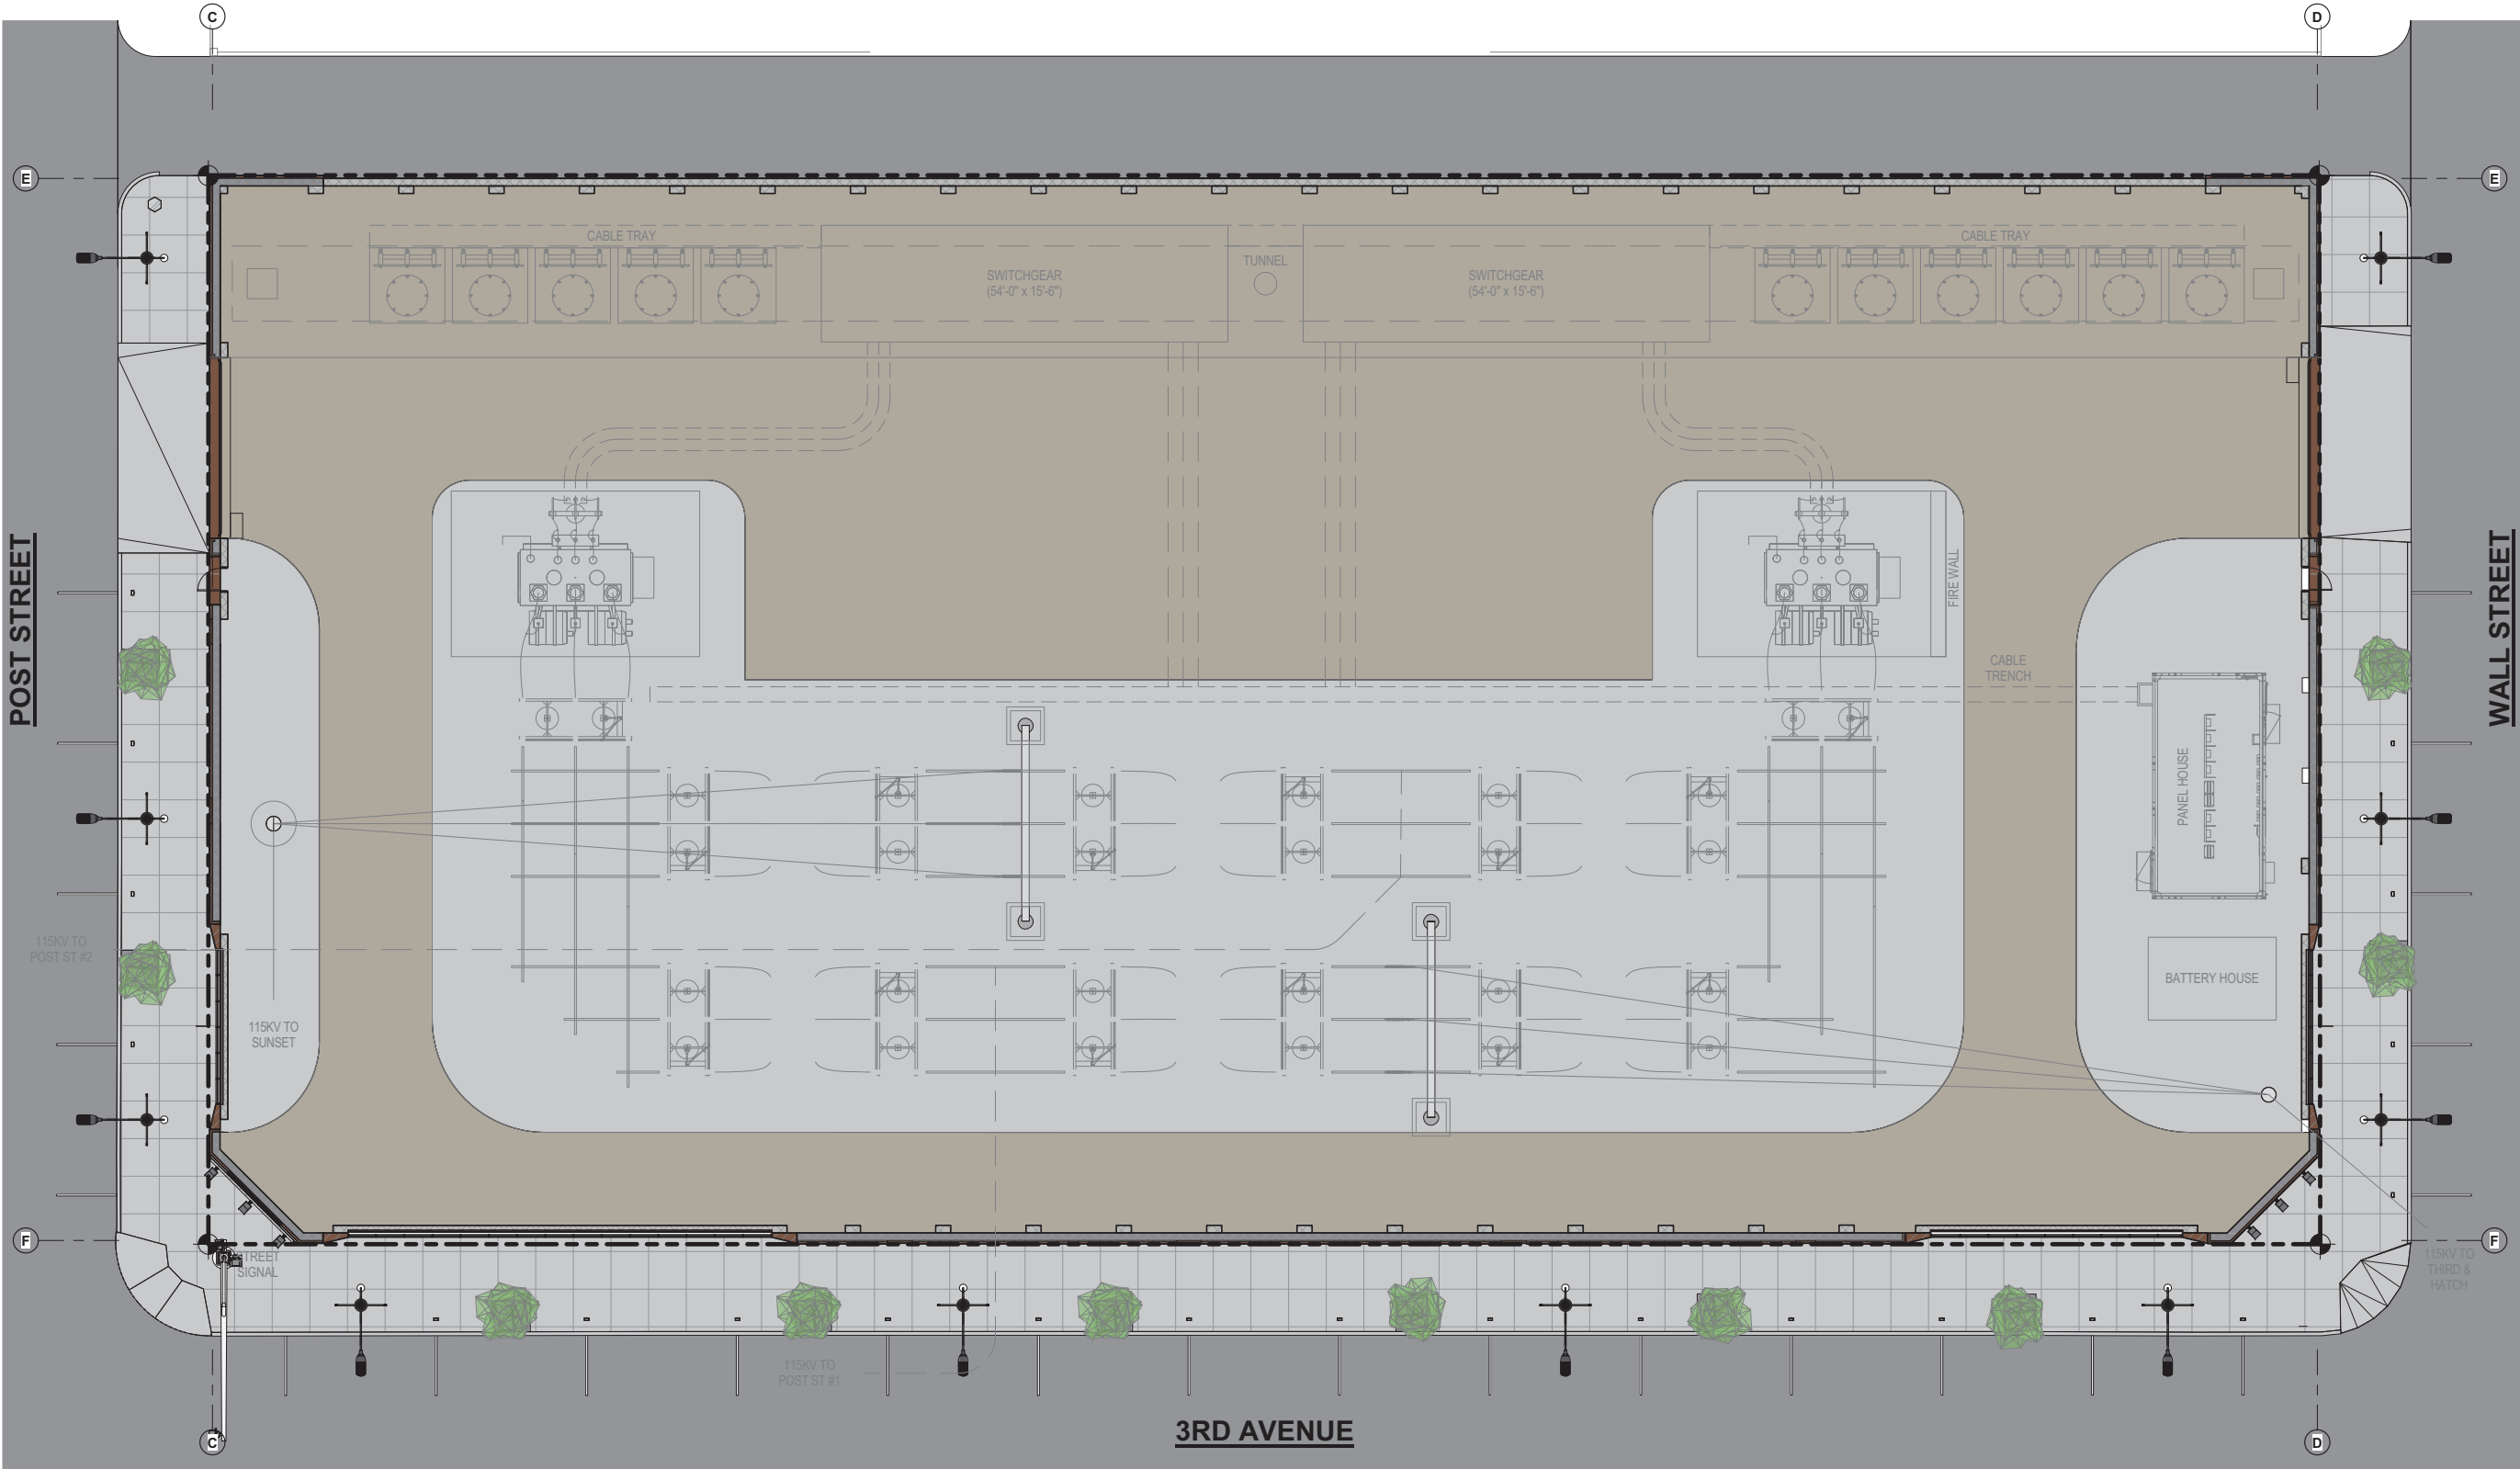 C
D
E
E
CABLE TRAY
CABLE TRAY
SWITCHGEAR
(54'-0" x 15'-6")
TUNNEL
SWITCHGEAR
(54'-0" x 15'-6")
POST STREET
WALL STREET
FIRE WALL
CABLE
TRENCH
PANEL HOUSE
115KV TO
POST ST #2
BATTERY HOUSE
115KV TO
SUNSET
F
F
STREET
SIGNAL
115KV TO
THIRD &
HATCH
115KV TO
POST ST #1
3RD AVENUE
C
D